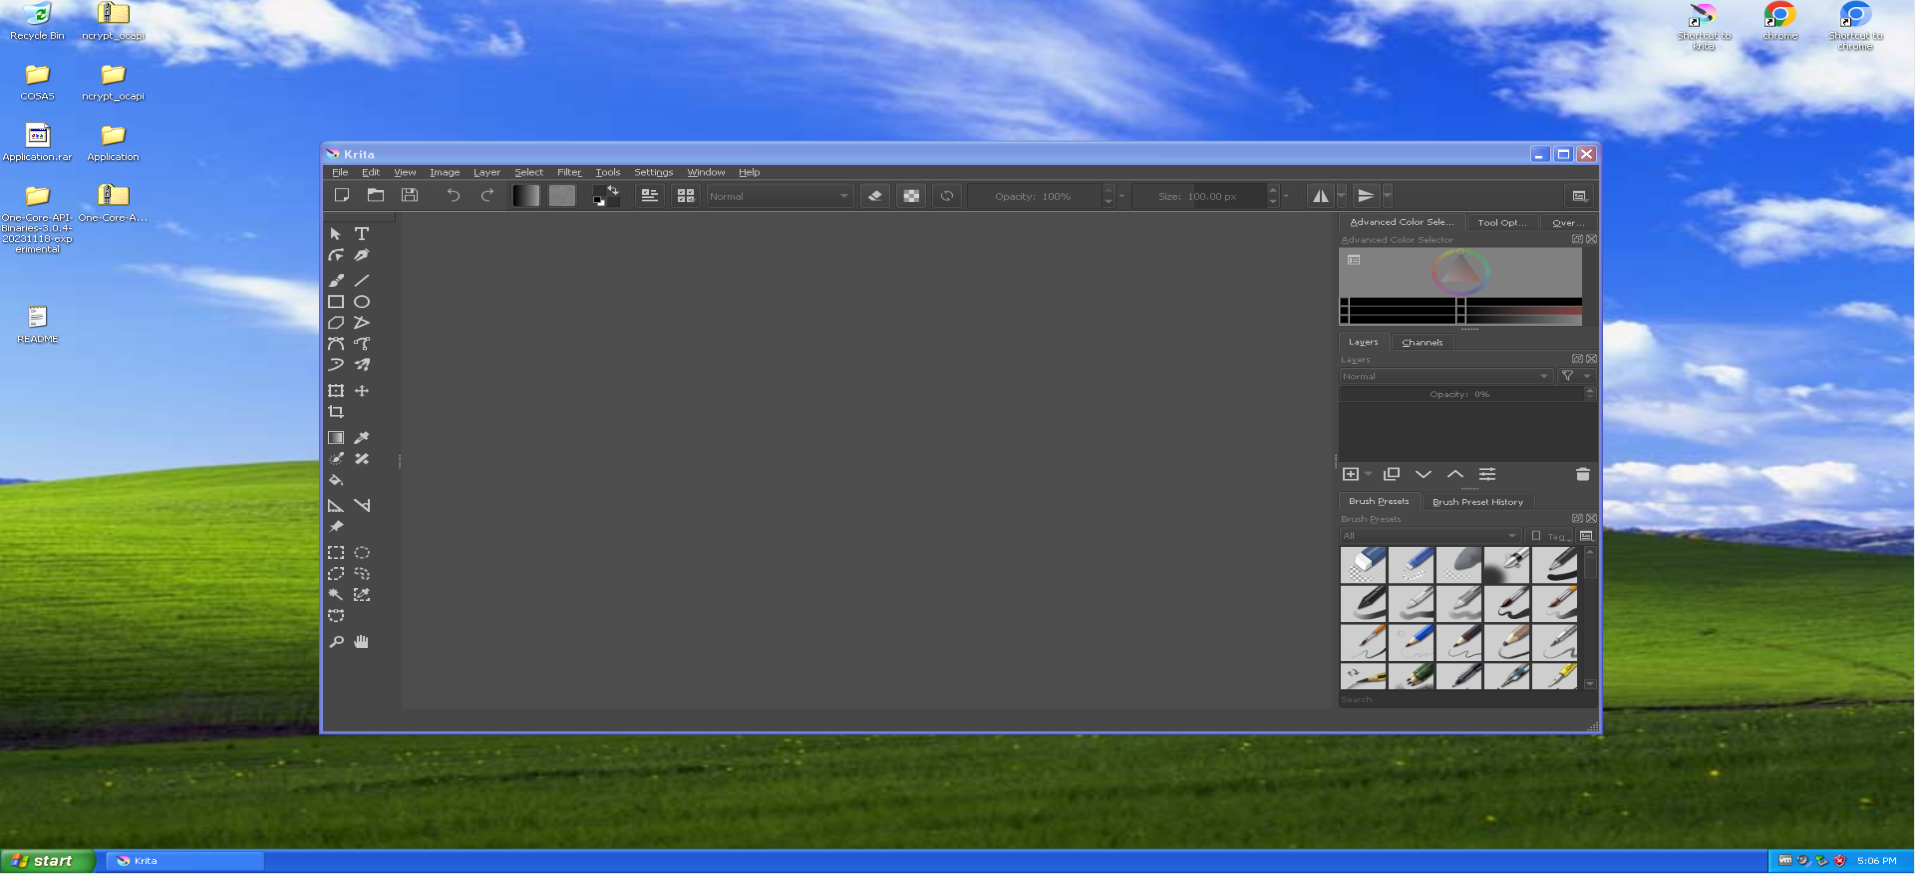 Recycle Bin
ncrypt_ocapi
COSAS
ncrypt_ocapi
Application.rar
Application
One-Core-API-
Binaries-3.0.4-
20231118-exp
erimental
One-Core-A...
README
Shortcut to
krita
chrome
Shortcut to
chrome
Krita
File Edit View Image Layer Select Filter Tools Settings Window Help
Normal
Opacity: 100%
Size: 100.00 px
Advanced Color Sele...
Tool Opt...
Over...
Advanced Color Selector
Layers
Channels
Layers
Normal
Opacity: 0%
Brush Presets
Brush Preset History
Brush Presets
All
Tag
Search
start
Krita
5:06 PM